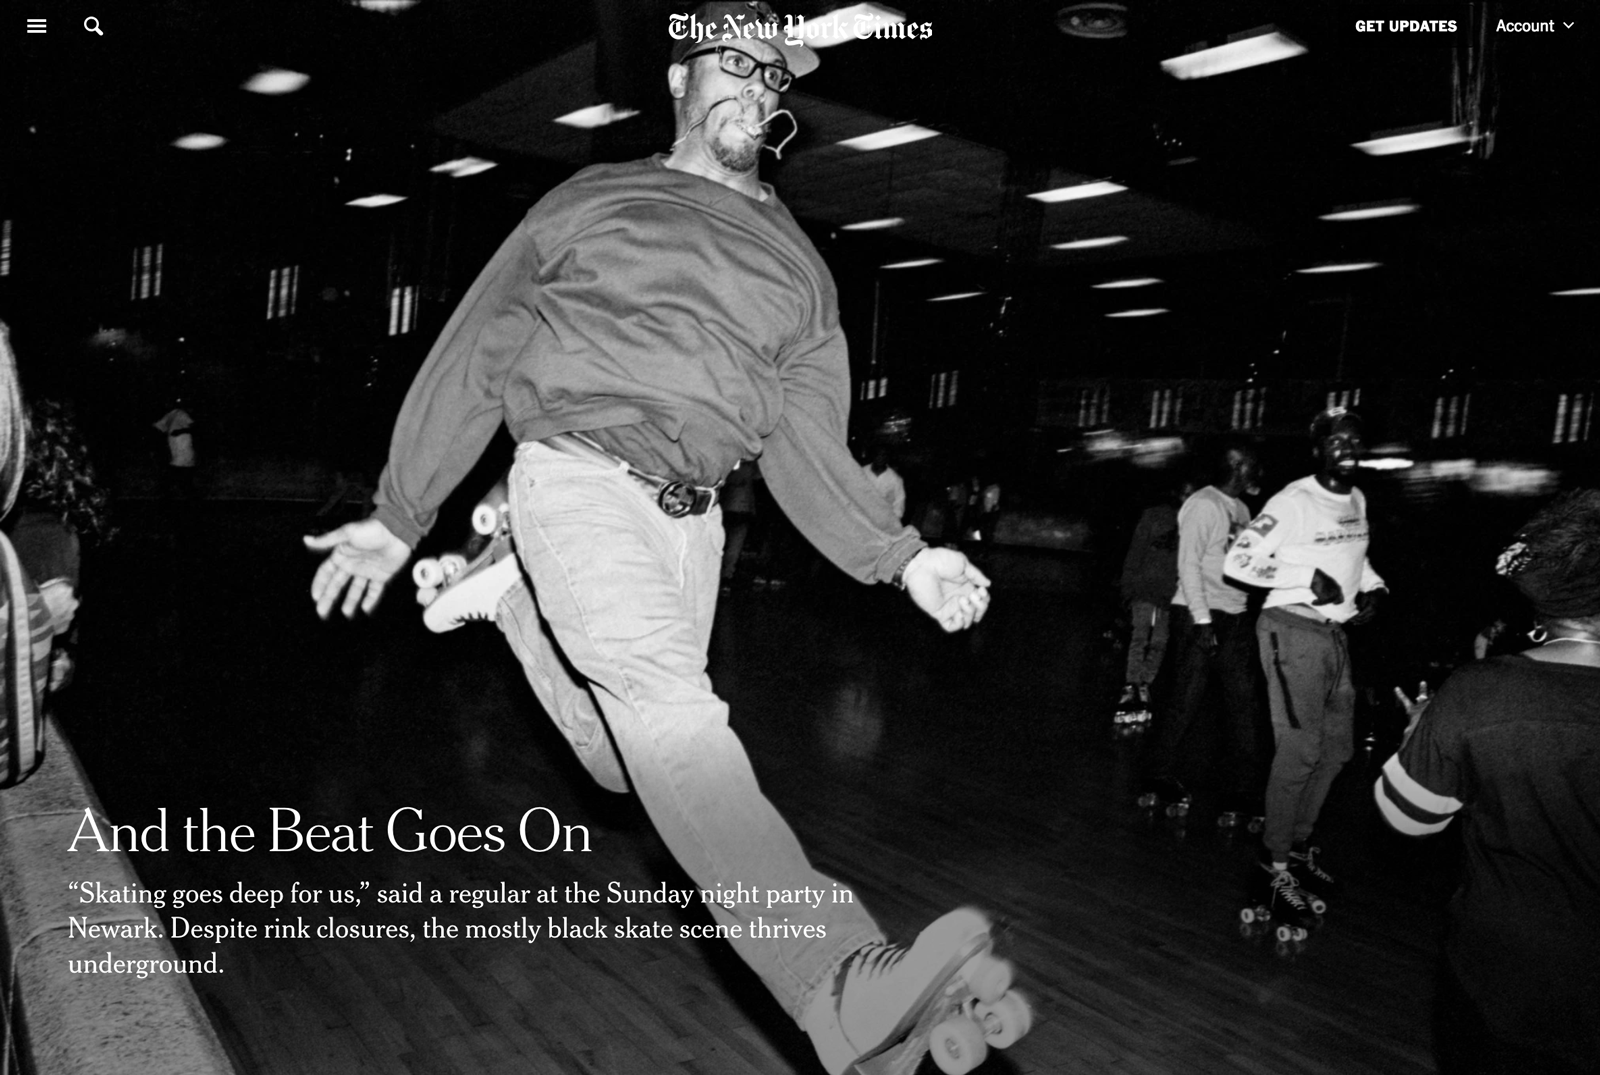 The New York Times
GET UPDATES
Account
And the Beat Goes On
“Skating goes deep for us,” said a regular at the Sunday night party in
Newark. Despite rink closures, the mostly black skate scene thrives
underground.